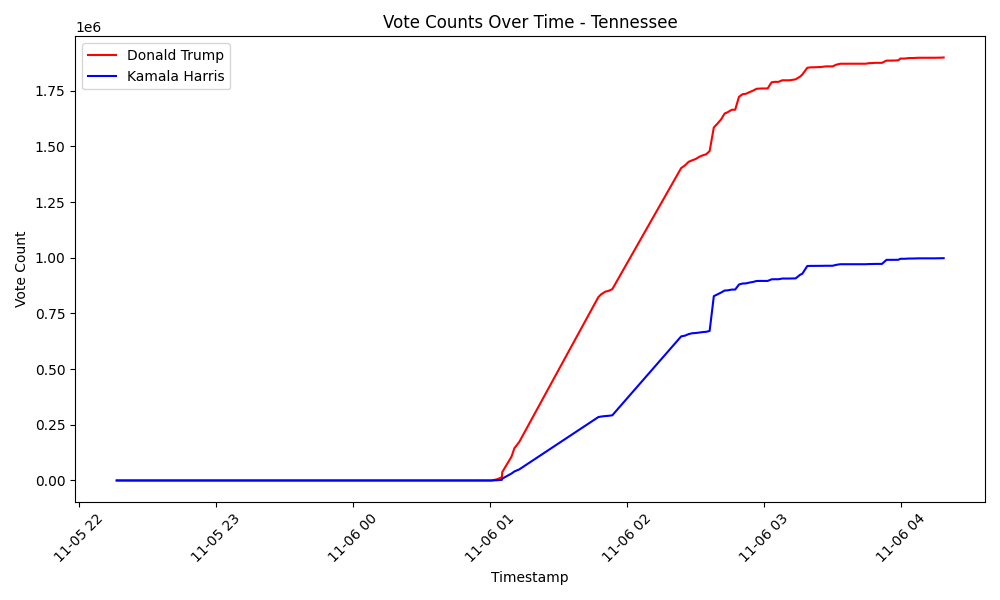 Vote Counts Over Time - Tennessee
1e6
Donald Trump
Kamala Harris
1.75
1.50
1.25
1.00
0.75
0.50
0.25
0.00
Vote Count
11-05 22
11-05 23
11-06 00
11-06 01
11-06 02
11-06 03
11-06 04
Timestamp